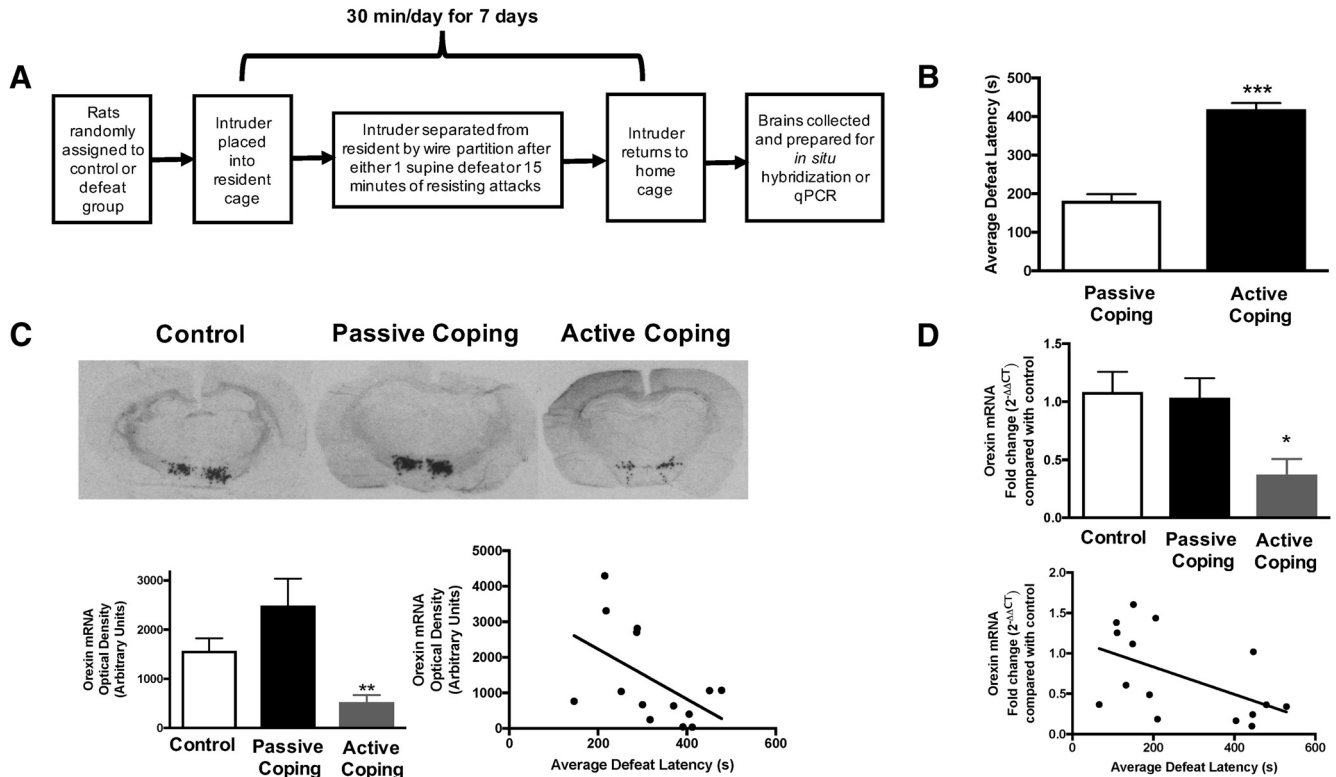 30 min/day for 7 days
A
Rats
randomly
assigned to
control or
defeat
group
Intruder
placed
into
resident
cage
Intruder separated from
resident by wire partition after
either 1 supine defeat or 15
minutes of resisting attacks
Intruder
returns to
home
cage
Brains collected
and prepared for
in situ
hybridization or
qPCR
B
Average Defeat Latency (s)
500
400
300
200
100
0
***
Passive
Coping
Active
Coping
C
Control
Passive Coping
Active Coping
Orexin mRNA
Optical Density
(Arbitrary Units)
3000
2000
1000
0
**
Control
Passive
Coping
Active
Coping
Orexin mRNA
Optical Density
(Arbitrary Units)
5000
4000
3000
2000
1000
0
0
200
400
600
Average Defeat Latency (s)
D
Orexin mRNA
Fold change (2-ΔΔCT)
compared with control
1.5
1.0
0.5
0.0
*
Control
Passive
Coping
Active
Coping
Orexin mRNA
Fold change (2-ΔΔCT)
compared with control
2.0
1.5
1.0
0.5
0.0
0
200
400
600
Average Defeat Latency (s)